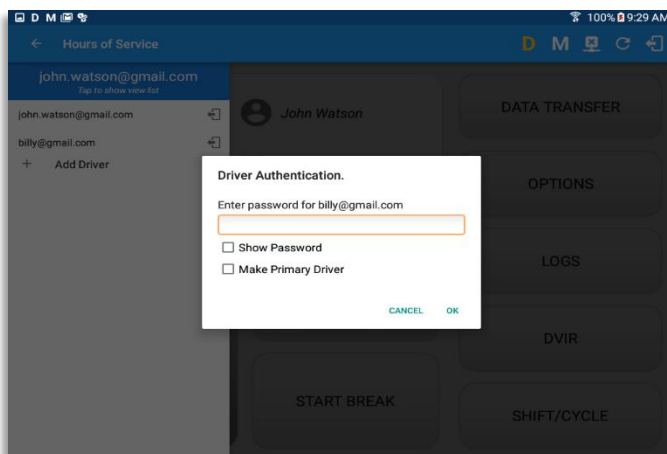 D M
100% 9:29 AM
Hours of Service
D M
john.watson@gmail.com
Tap to show view list
john.watson@gmail.com
billy@gmail.com
+ Add Driver
John Watson
DATA TRANSFER
OPTIONS
LOGS
DVIR
START BREAK
SHIFT/CYCLE
Driver Authentication.
Enter password for billy@gmail.com
Show Password
Make Primary Driver
CANCEL OK